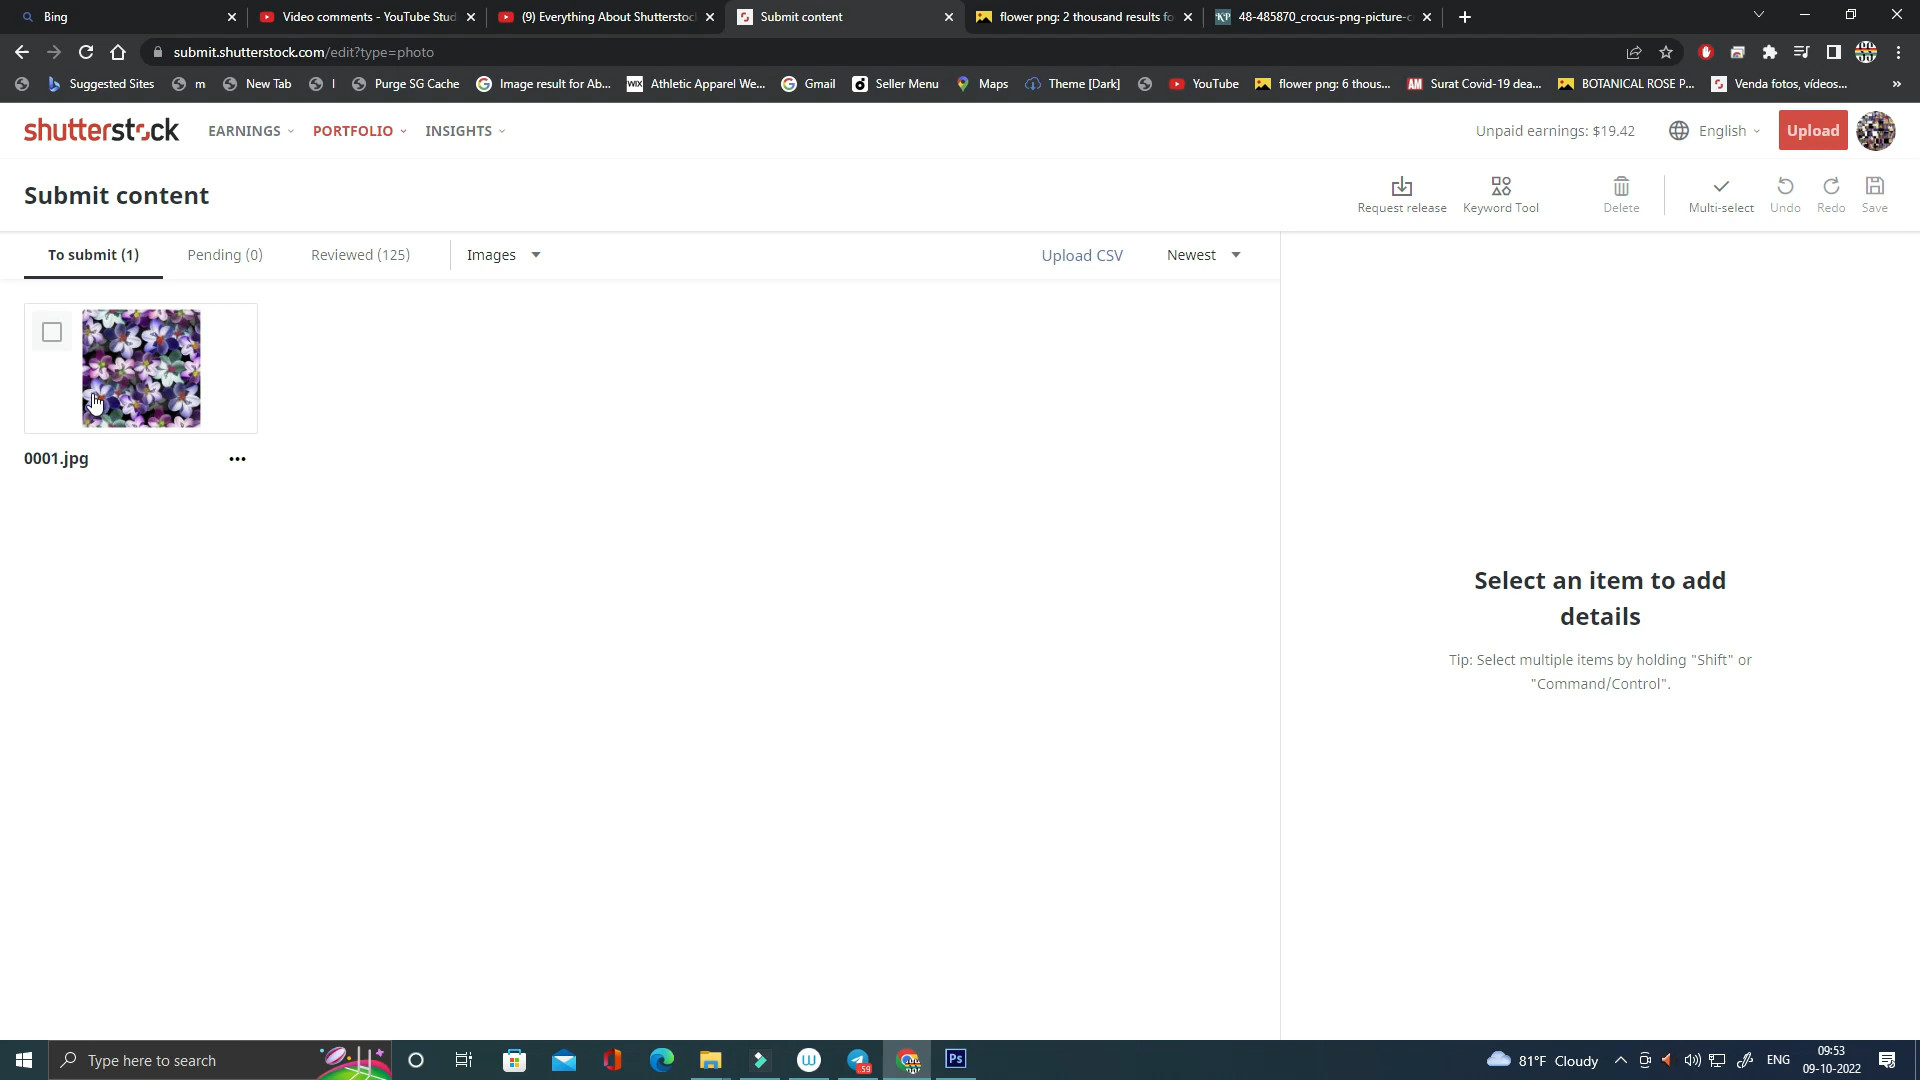 Bing
Video comments - YouTube Stud
(9) Everything About Shutterstoc
Submit content
flower png: 2 thousand results fo
48-485870_crocus-png-picture-c
submit.shutterstock.com/edit?type=photo
Suggested Sites
m
New Tab
I
Purge SG Cache
Image result for Ab...
WIX
Athletic Apparel We...
Gmail
Seller Menu
Maps
Theme [Dark]
YouTube
flower png: 6 thous...
AM
Surat Covid-19 dea...
BOTANICAL ROSE P...
Venda fotos, vídeos...
»
shutterstock
EARNINGS
PORTFOLIO
INSIGHTS
Unpaid earnings: $19.42
English
Upload
Submit content
Request release
Keyword Tool
Delete
Multi-select
Undo
Redo
Save
To submit (1)
Pending (0)
Reviewed (125)
Images
Upload CSV
Newest
0001.jpg
Select an item to add
details
Tip: Select multiple items by holding "Shift" or
"Command/Control".
Type here to search
W
59
Ps
81°F Cloudy
ENG
09:53
09-10-2022